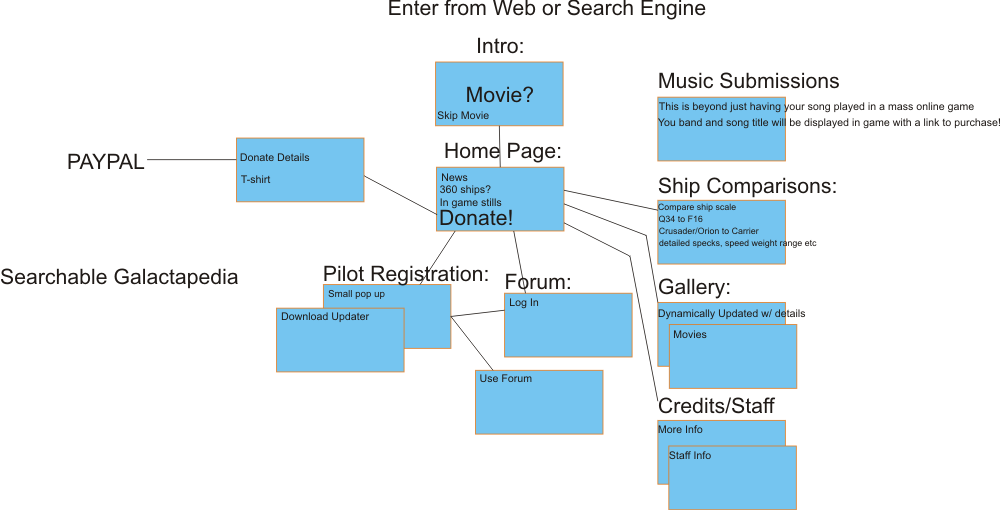 Enter from Web or Search Engine
Intro:
Movie?
Skip Movie
Music Submissions
This is beyond just having your song played in a mass online game
You band and song title will be displayed in game with a link to purchase!
PAYPAL
Donate Details
T-shirt
Home Page:
News
360 ships?
In game stills
Donate!
Ship Comparisons:
Compare ship scale
Q34 to F16
Crusader/Orion to Carrier
detailed specks, speed weight range etc
Searchable Galactapedia
Pilot Registration:
Small pop up
Download Updater
Forum:
Log In
Use Forum
Gallery:
Dynamically Updated w/ details
Movies
Credits/Staff
More Info
Staff Info